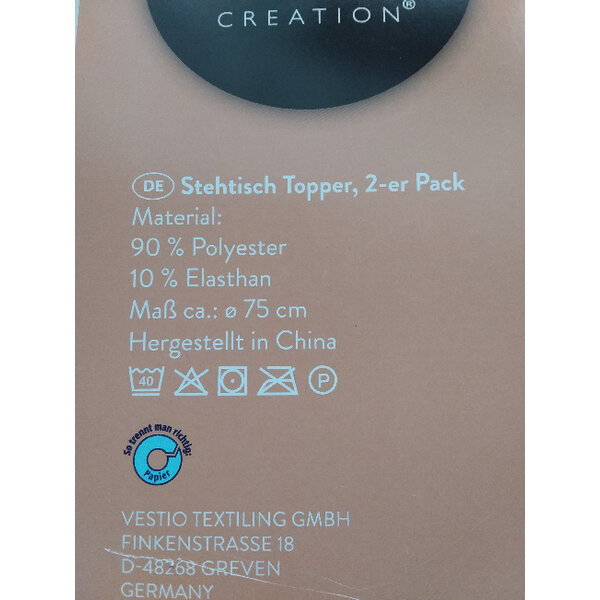 CREATION®
DE Stehtisch Topper, 2-er Pack
Material:
90 % Polyester
10 % Elasthan
Maß ca.: ø 75 cm
Hergestellt in China
40 P
So trennt man richtig:
Papier
VESTIO TEXTILING GMBH
FINKENSTRASSE 18
D-48268 GREVEN
GERMANY